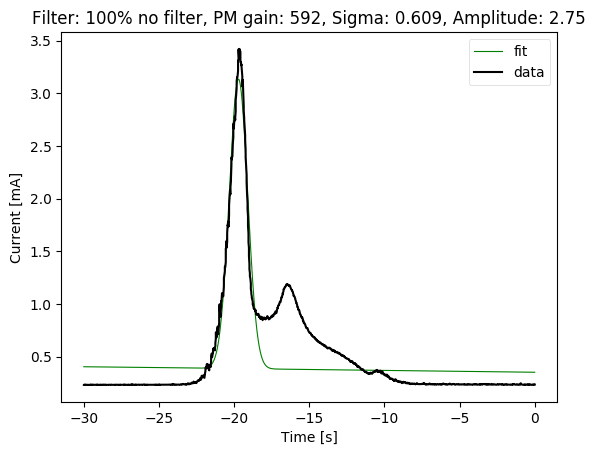 Filter: 100% no filter, PM gain: 592, Sigma: 0.609, Amplitude: 2.75
fit
data
Current [mA]
3.5
3.0
2.5
2.0
1.5
1.0
0.5
−30
−25
−20
−15
−10
−5
0
Time [s]